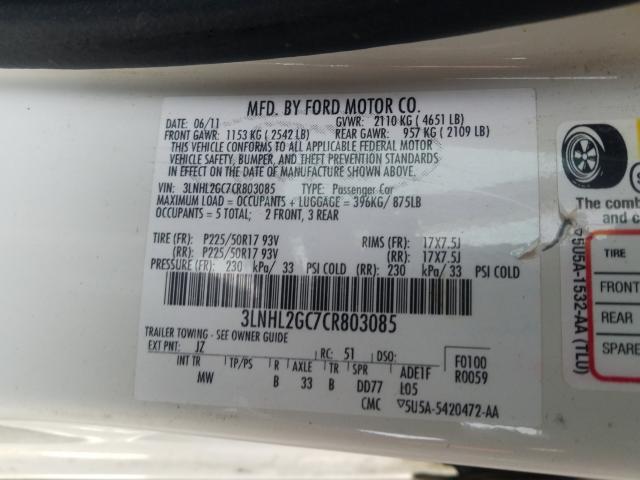 MFD. BY FORD MOTOR CO.
DATE: 06/11 GVWR: 2110 KG ( 4651 LB)
FRONT GAWR: 1153 KG ( 2542 LB) REAR GAWR: 957 KG ( 2109 LB)
THIS VEHICLE CONFORMS TO ALL APPLICABLE FEDERAL MOTOR
VEHICLE SAFETY, BUMPER, AND THEFT PREVENTION STANDARDS
IN EFFECT ON THE DATE OF MANUFACTURE SHOWN ABOVE.
VIN: 3LNHL2GC7CR803085 TYPE: Passenger Car
MAXIMUM LOAD = OCCUPANTS + LUGGAGE = 396KG/ 875LB
OCCUPANTS = 5 TOTAL; 2 FRONT, 3 REAR
TIRE (FR): P225/50R17 93V RIMS (FR): 17X7.5J
(RR): P225/50R17 93V (RR): 17X7.5J
PRESSURE (FR): 230 kPa/ 33 PSI COLD (RR): 230 kPa/ 33 PSI COLD
3LNHL2GC7CR803085
TRAILER TOWING - SEE OWNER GUIDE
EXT PNT: JZ RC: 51 DSO:
INT TR TP/PS R AXLE TR SPR ADE1F F0100
MW B 33 B DD77 L05 R0059
CMC ▽5U5A-5420472-AA
The comb
and c
▽5U5A-1532-AA (TLU)
TIRE
FRONT
REAR
SPARE